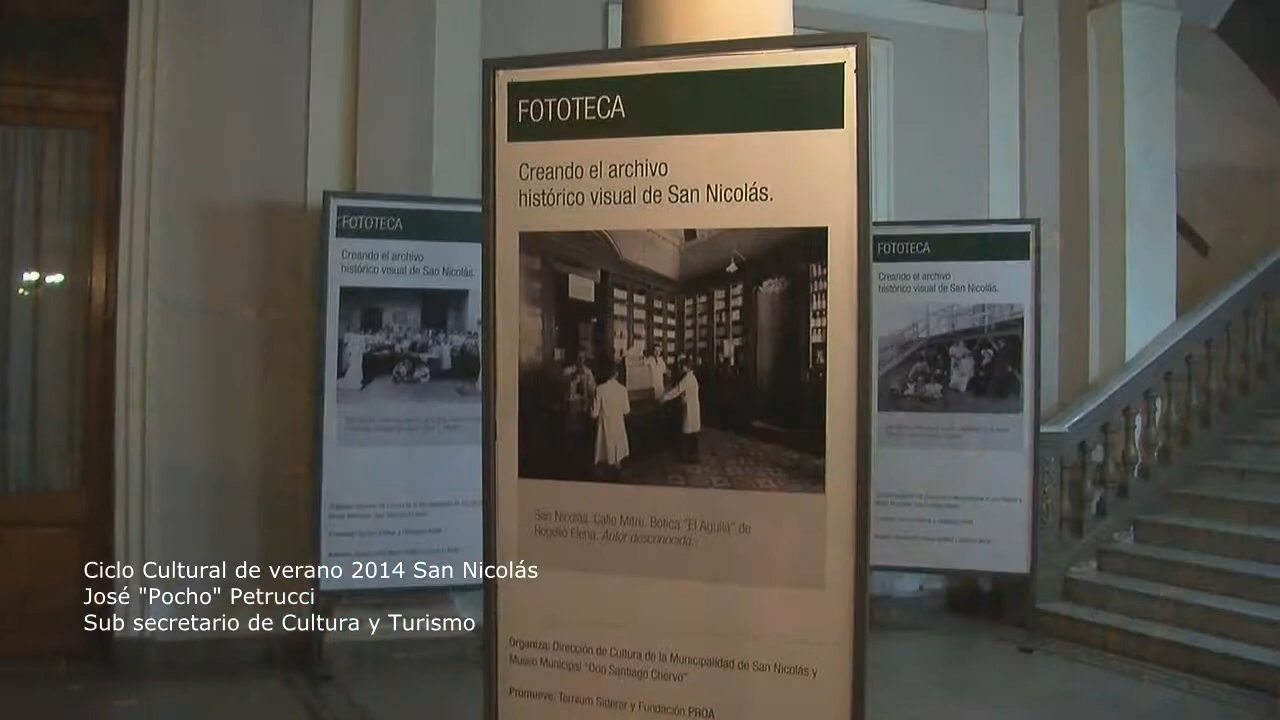 FOTOTECA
Creando el archivo
histórico visual de San Nicolás.
San Nicolás. Calle Mitre. Botica "El Aguila" de
Rogelio Elena. Autor desconocido.
Organiza: Dirección de Cultura de la Municipalidad de San Nicolás y
Museo Municipal "Don Santiago Chervo"
Promueve: Ternium Siderar y Fundación PROA
FOTOTECA
Creando el archivo
histórico visual de San Nicolás.
FOTOTECA
Creando el archivo
histórico visual de San Nicolás.
Ciclo Cultural de verano 2014 San Nicolás
José "Pocho" Petrucci
Sub secretario de Cultura y Turismo